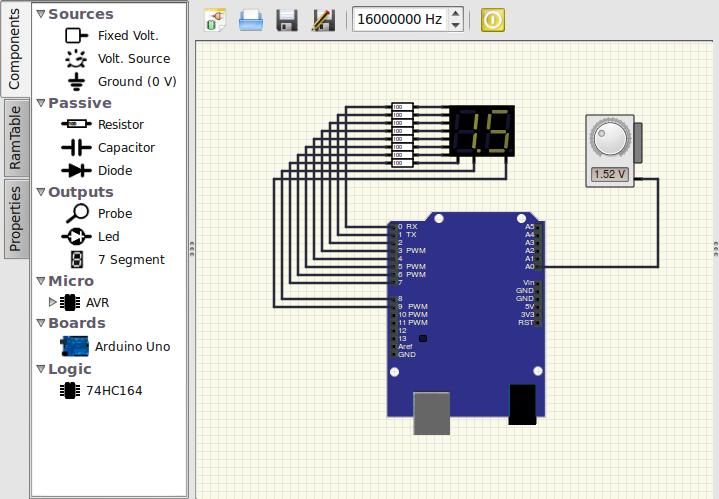 Components
RamTable
Properties
Sources
Fixed Volt.
Volt. Source
Ground (0 V)
Passive
Resistor
Capacitor
Diode
Outputs
Probe
Led
7 Segment
Micro
AVR
Boards
Arduino Uno
Logic
74HC164
16000000 Hz
100
100
100
100
100
100
100
100
1.5
1.52 V
0 RX
1 TX
2
3 PWM
4
5 PWM
6 PWM
7
8
9 PWM
10 PWM
11 PWM
12
13
Aref
GND
A5
A4
A3
A2
A1
A0
Vin
GND
GND
5V
3V3
RST